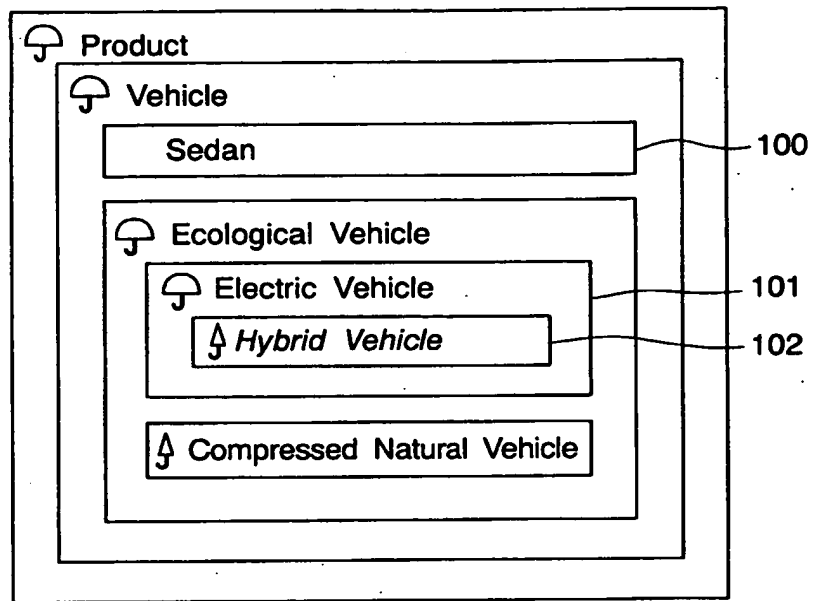 Product
Vehicle
Sedan
100
Ecological Vehicle
Electric Vehicle
101
Hybrid Vehicle
102
Compressed Natural Vehicle